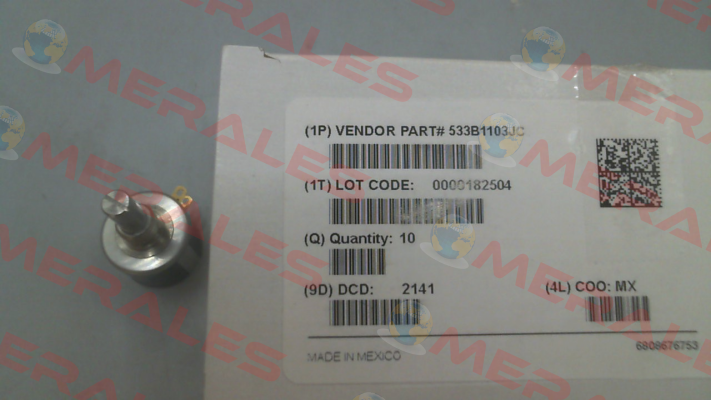 (1P) VENDOR PART# 533B1103JC
(1T) LOT CODE: 0000182504
(Q) Quantity: 10
(9D) DCD: 2141
(4L) COO: MX
6808676753
MADE IN MEXICO
MERALES
MERALES
MERALES
MERALES